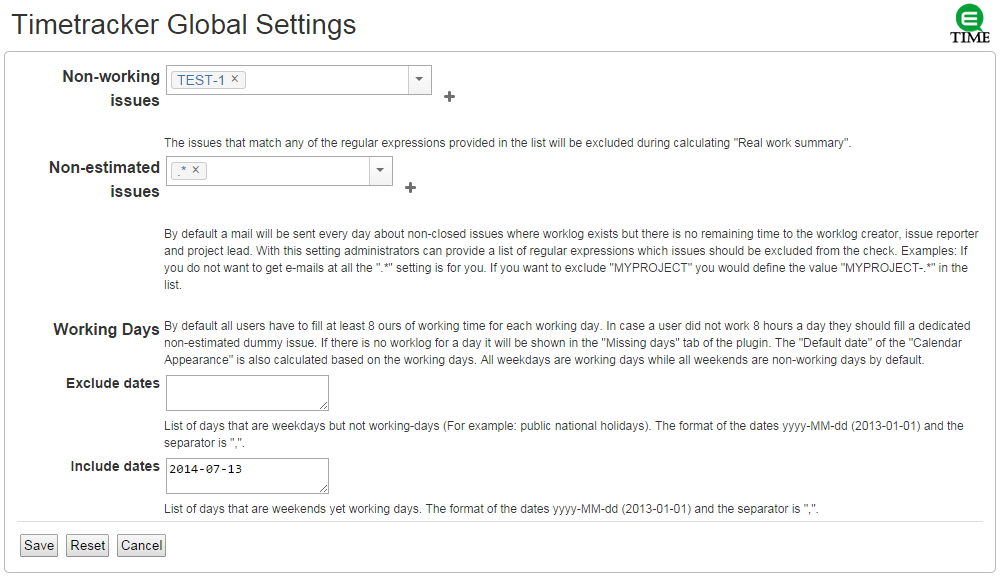 Timetracker Global Settings
E
TIME
Non-working
issues
TEST-1 ×
The issues that match any of the regular expressions provided in the list will be excluded during calculating "Real work summary".
Non-estimated
issues
.* ×
By default a mail will be sent every day about non-closed issues where worklog exists but there is no remaining time to the worklog creator, issue reporter
and project lead. With this setting administrators can provide a list of regular expressions which issues should be excluded from the check. Examples: If
you do not want to get e-mails at all the ".*" setting is for you. If you want to exclude "MYPROJECT" you would define the value "MYPROJECT-.*" in the
list.
Working Days
By default all users have to fill at least 8 ours of working time for each working day. In case a user did not work 8 hours a day they should fill a dedicated
non-estimated dummy issue. If there is no worklog for a day it will be shown in the "Missing days" tab of the plugin. The "Default date" of the "Calendar
Appearance" is also calculated based on the working days. All weekdays are working days while all weekends are non-working days by default.
Exclude dates
List of days that are weekdays but not working-days (For example: public national holidays). The format of the dates yyyy-MM-dd (2013-01-01) and the
separator is ",".
Include dates
2014-07-13
List of days that are weekends yet working days. The format of the dates yyyy-MM-dd (2013-01-01) and the separator is ",".
Save Reset Cancel